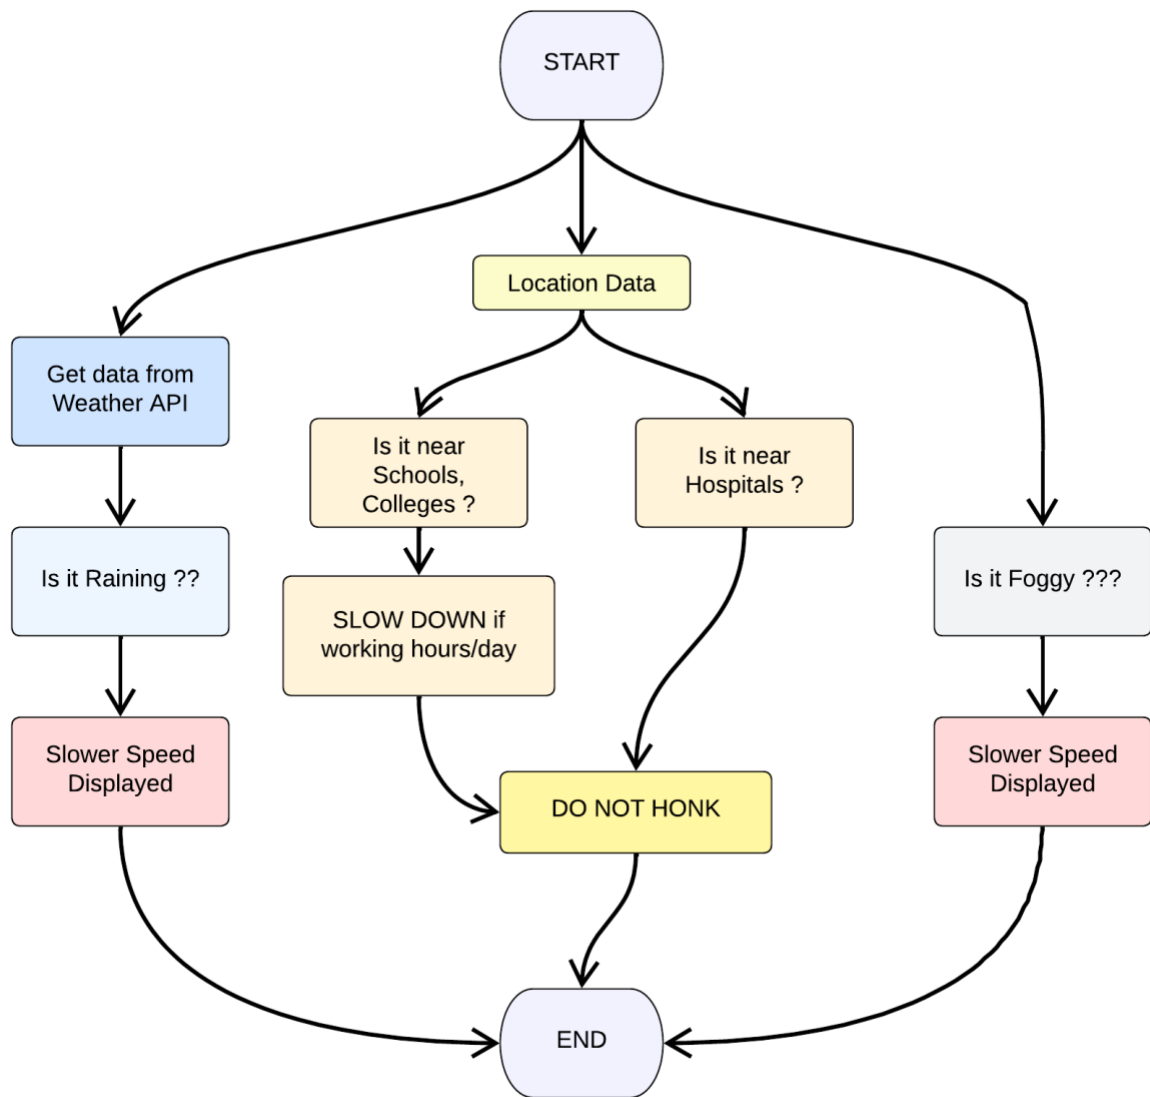 START
Location Data
Get data from
Weather API
Is it near
Schools,
Colleges ?
Is it near
Hospitals ?
Is it Raining ??
Is it Foggy ???
SLOW DOWN if
working hours/day
Slower Speed
Displayed
DO NOT HONK
Slower Speed
Displayed
END